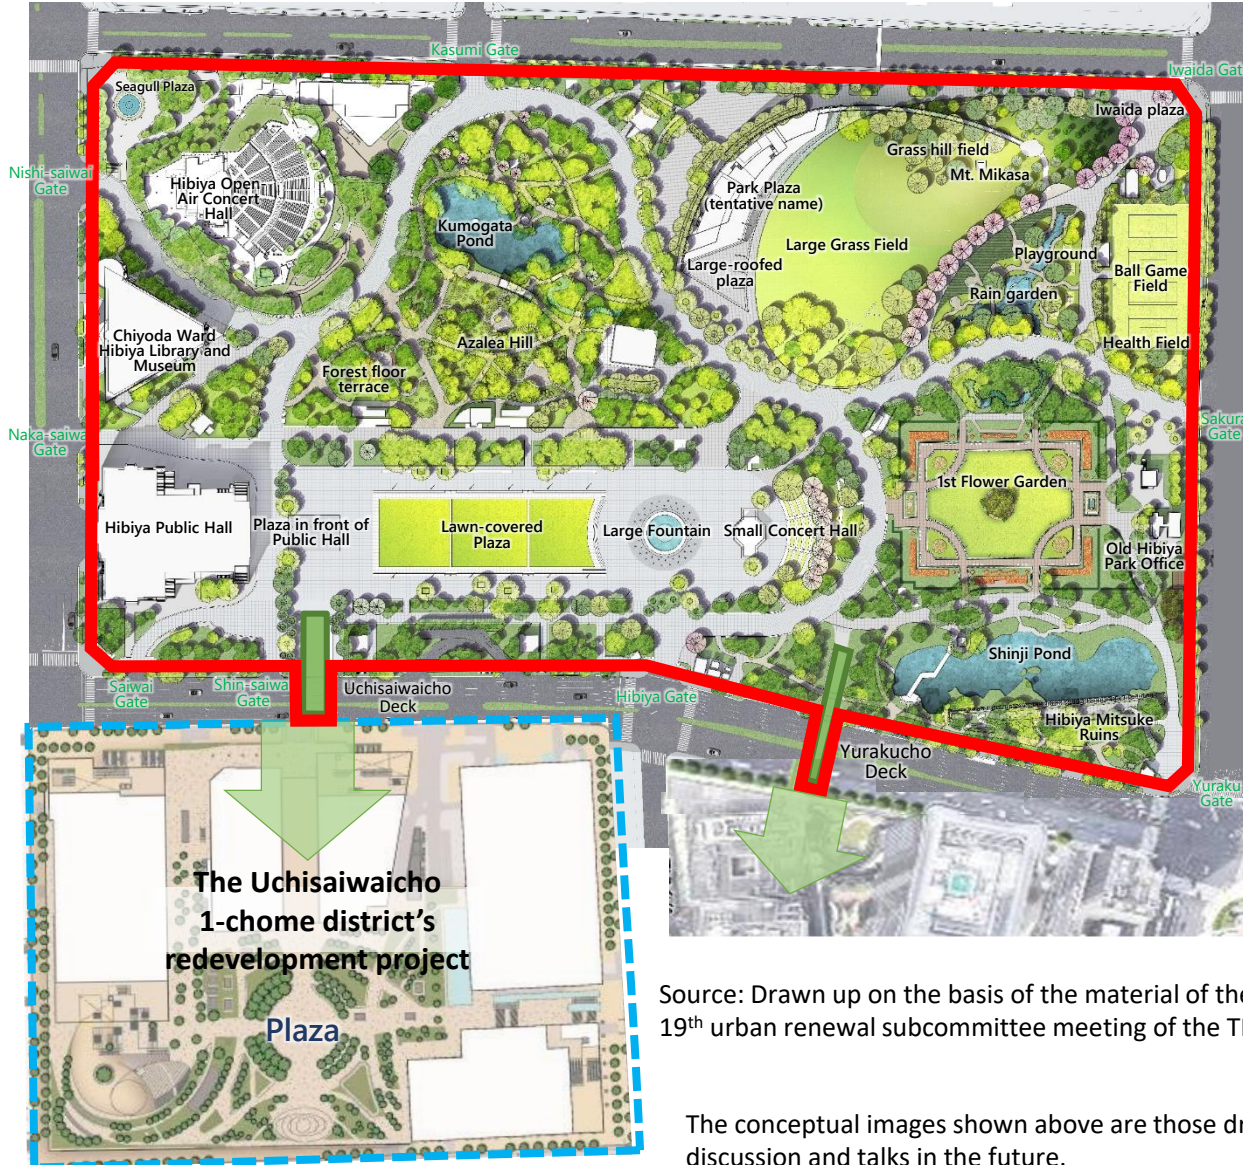 Kasumi Gate
Iwaida Gat
Seagull Plaza
Iwaida plaza
Nishi-saiwai
Gate
Hibiya Open-
Air Concert
Hall
Grass hill field
Mt. Mikasa
Park Plaza
(tentative name)
Kumogata
Pond
Large Grass Field
Playground
Large-roofed
plaza
Rain garden
Ball Game
Field
Chiyoda Ward
Hibiya Library and
Museum
Azalea Hill
Health Field
Forest floor
terrace
Naka-saiwa
Gate
Sakura
Gate
1st Flower Garden
Hibiya Public Hall
Plaza in front of
Public Hall
Lawn-covered
Plaza
Large Fountain
Small Concert Hall
Old Hibiya
Park Office
Shinji Pond
Saiwai
Gate
Shin-saiwa
Gate
Uchisaiwaicho
Deck
Hibiya Gate
Hibiya Mitsuke
Ruins
Yurakucho
Deck
Yuraku
Gate
The Uchisaiwaicho
1-chome district's
redevelopment project
Plaza
Source: Drawn up on the basis of the material of the
19th urban renewal subcommittee meeting of the
The conceptual images shown above are those
discussion and talks in the future.